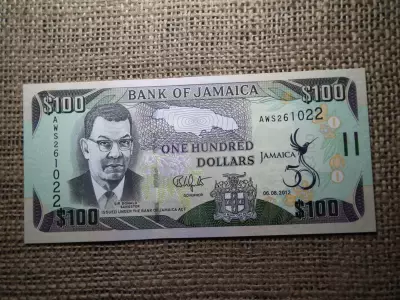 $100
BANK OF JAMAICA
$100
AWS261022
AWS261022
ONE HUNDRED
DOLLARS
JAMAICA
50
GOVERNOR
06.08.2012
SIR DONALD
SANGSTER
$100
ISSUED UNDER THE BANK OF JAMAICA ACT
$100